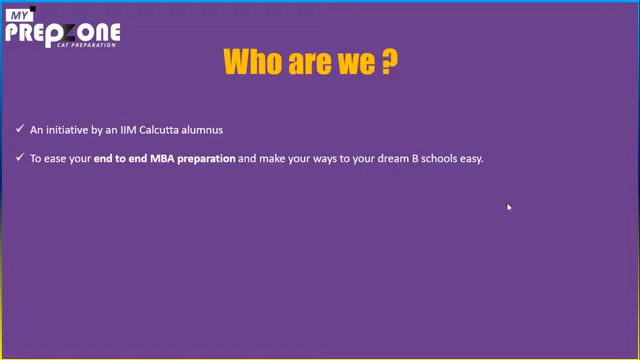 MY
PREPZONE
CAT PREPARATION
Who are we ?
✓ An initiative by an IIM Calcutta alumnus
✓ To ease your end to end MBA preparation and make your ways to your dream B schools easy.